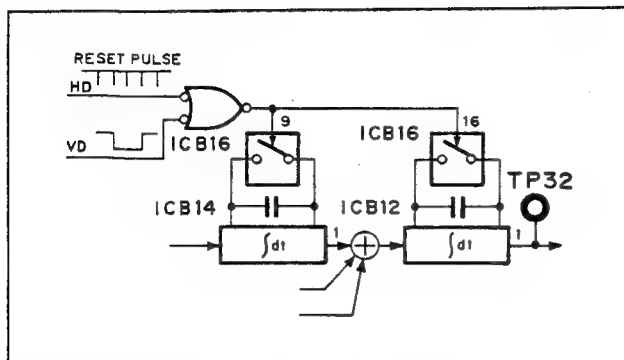 RESET PULSE
HD
VD
ICB16
9
ICB16
16
TP32
ICB14
ICB12
∫dt
1
+
∫dt
1